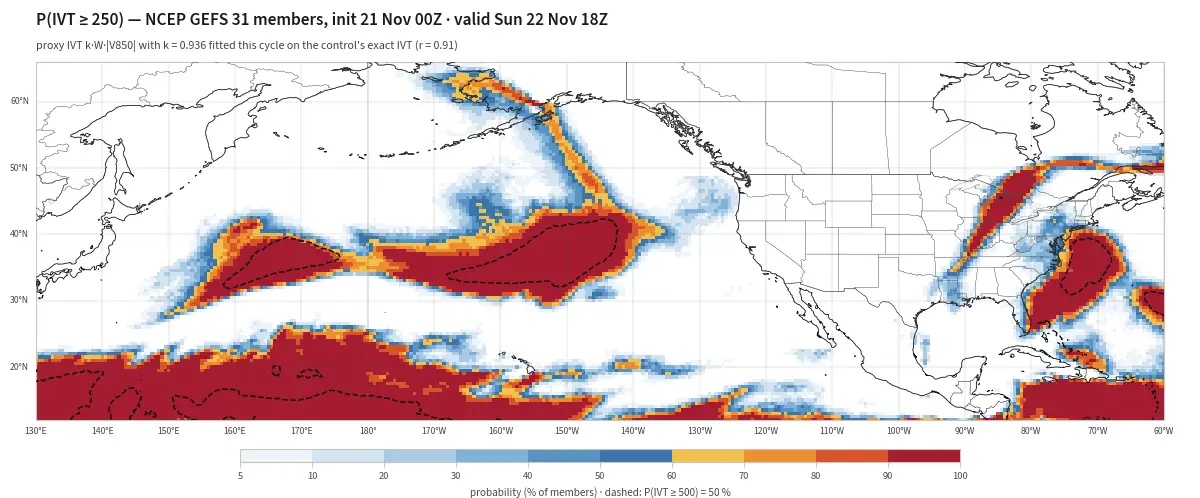 P(IVT ≥ 250) — NCEP GEFS 31 members, init 21 Nov 00Z · valid Sun 22 Nov 18Z
proxy IVT k·W·|V850| with k = 0.936 fitted this cycle on the control's exact IVT (r = 0.91)
60°N
50°N
40°N
30°N
20°N
130°E 140°E 150°E 160°E 170°E 180° 170°W 160°W 150°W 140°W 130°W 120°W 110°W 100°W 90°W 80°W 70°W 60°W
5 10 20 30 40 50 60 70 80 90 100
probability (% of members) · dashed: P(IVT ≥ 500) = 50 %